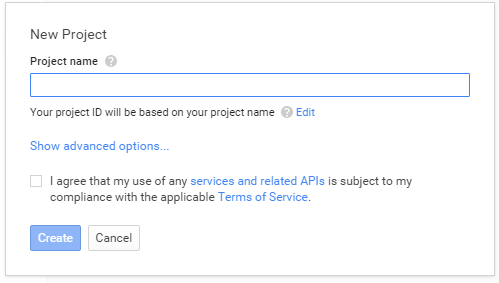 New Project
Project name ?
Your project ID will be based on your project name ? Edit
Show advanced options...
I agree that my use of any services and related APIs is subject to my
compliance with the applicable Terms of Service.
Create Cancel